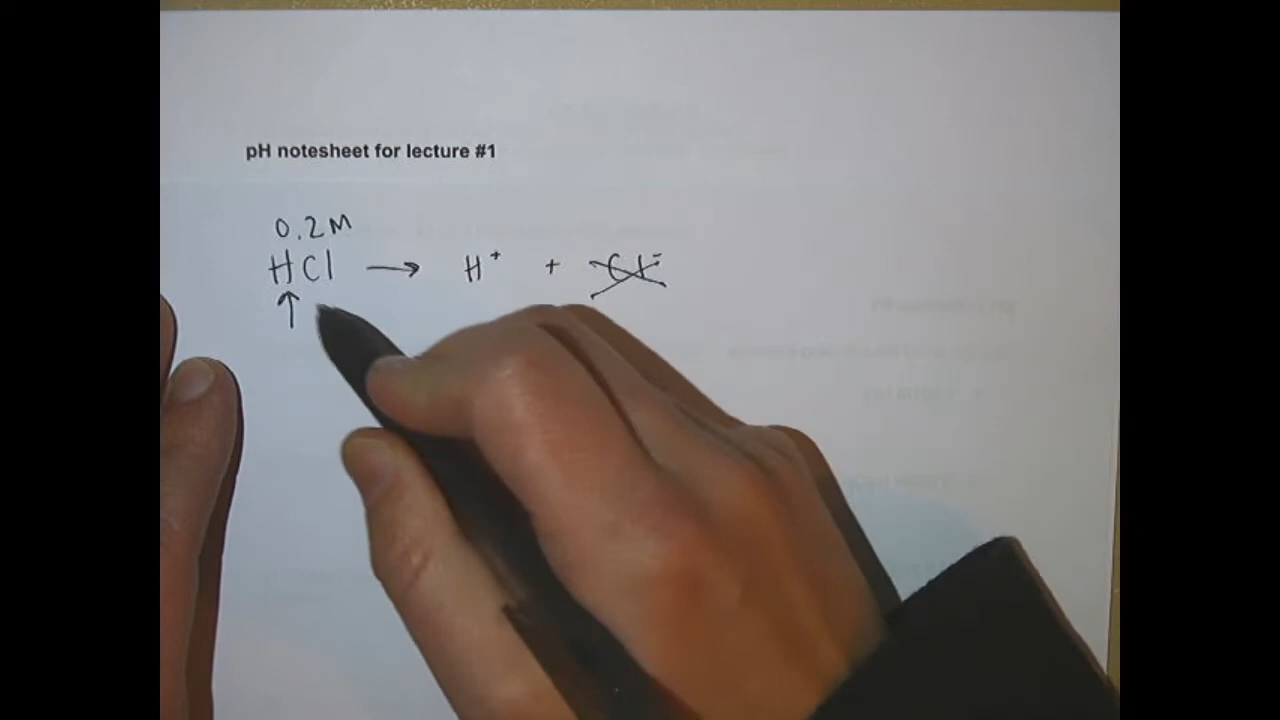 pH notesheet for lecture #1
0.2M
HCl → H⁺ + Cl⁻
↑